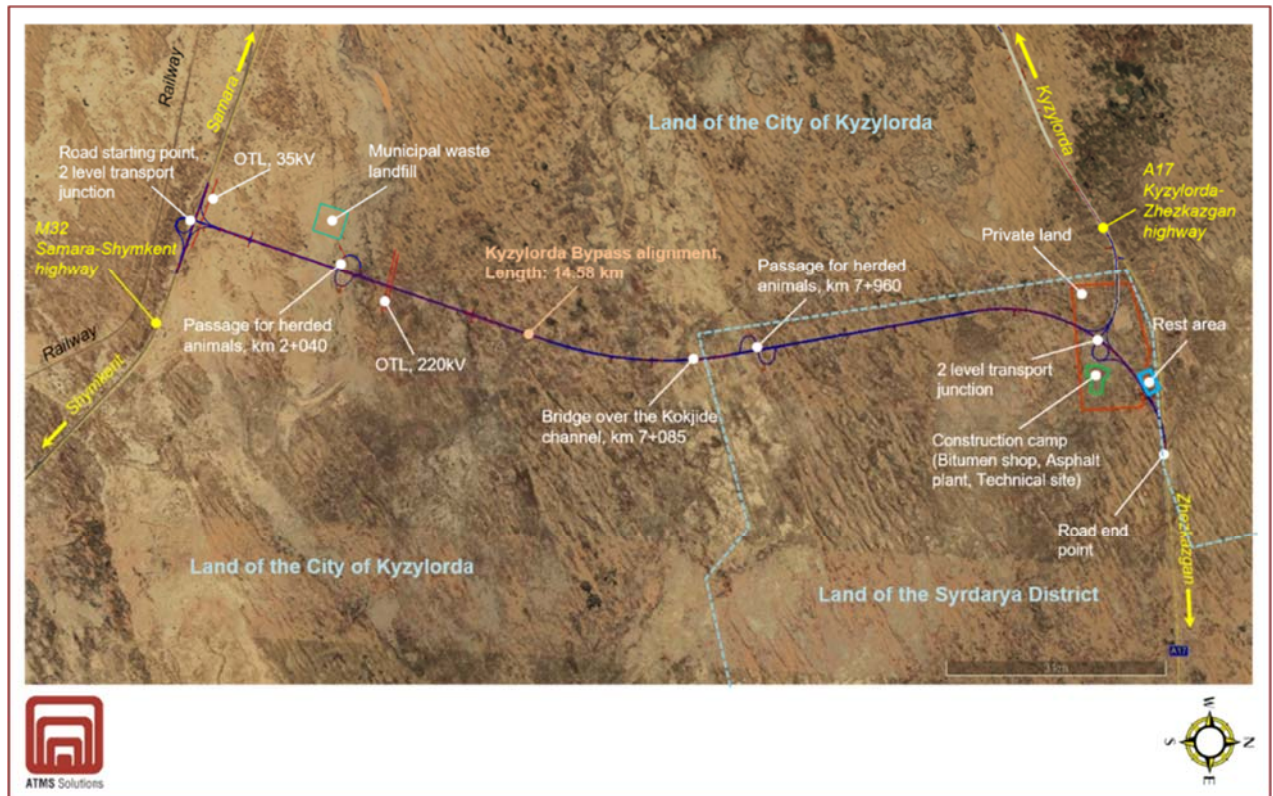 Railway
Samara
Land of the City of Kyzylorda
Kyzylorda
Road starting point,
2 level transport
junction
OTL, 35kV
Municipal waste
landfill
A17
Kyzylorda-
Zhezkazgan
highway
M32
Samara-Shymkent
highway
Private land
Kyzylorda Bypass alignment,
Length: 14.58 km
Passage for herded
animals, km 7+960
Passage for herded
animals, km 2+040
Railway
OTL, 220kV
Rest area
2 level transport
junction
Shymkent
Bridge over the Kokjide
channel, km 7+085
Construction camp
(Bitumen shop, Asphalt
plant, Technical site)
Road end
point
Zhezkazgan
Land of the City of Kyzylorda
Land of the Syrdarya District
A17
ATMS Solutions
W
S
N
E